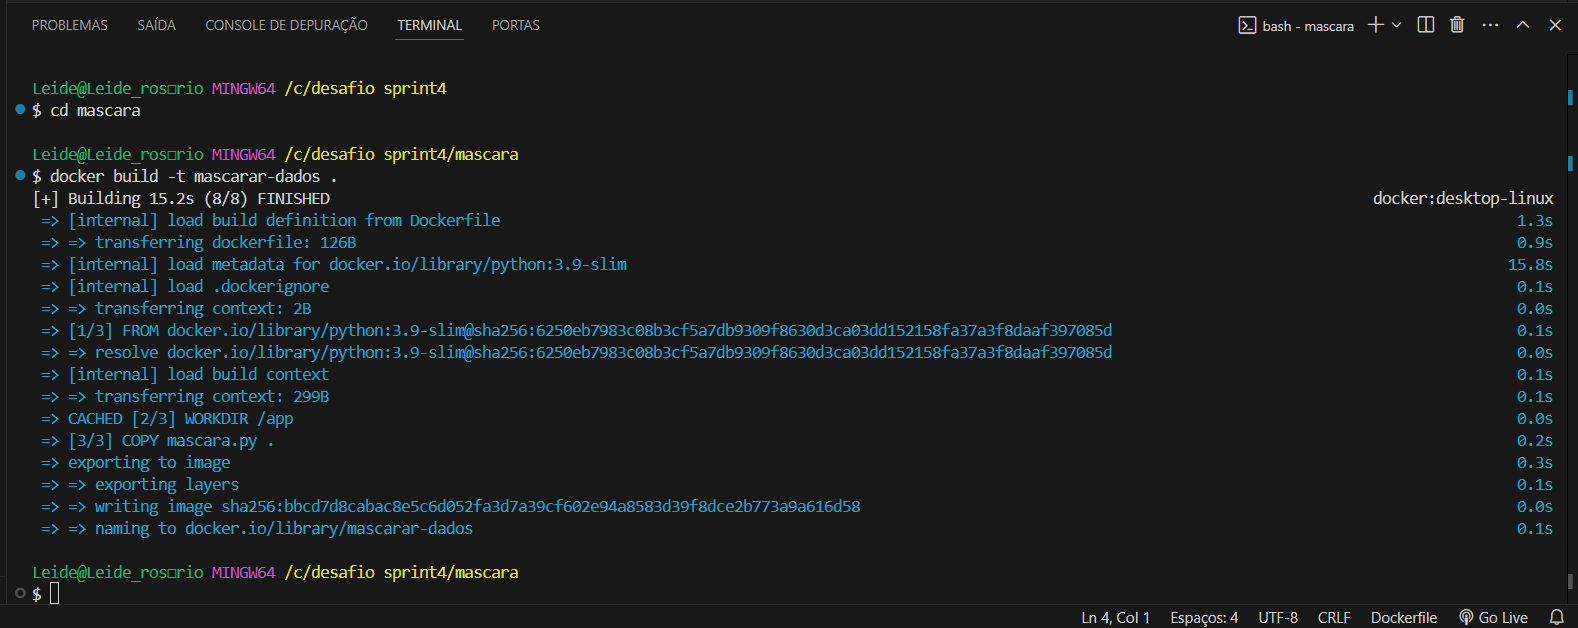 PROBLEMAS SAÍDA CONSOLE DE DEPURAÇÃO TERMINAL PORTAS bash - mascara
Leide@Leide_ros□rio MINGW64 /c/desafio sprint4
$ cd mascara
Leide@Leide_ros□rio MINGW64 /c/desafio sprint4/mascara
$ docker build -t mascarar-dados .
[+] Building 15.2s (8/8) FINISHED docker:desktop-linux
=> [internal] load build definition from Dockerfile 1.3s
=> => transferring dockerfile: 126B 0.9s
=> [internal] load metadata for docker.io/library/python:3.9-slim 15.8s
=> [internal] load .dockerignore 0.1s
=> => transferring context: 2B 0.0s
=> [1/3] FROM docker.io/library/python:3.9-slim@sha256:6250eb7983c08b3cf5a7db9309f8630d3ca03dd152158fa37a3f8daaf397085d 0.1s
=> => resolve docker.io/library/python:3.9-slim@sha256:6250eb7983c08b3cf5a7db9309f8630d3ca03dd152158fa37a3f8daaf397085d 0.0s
=> [internal] load build context 0.1s
=> => transferring context: 299B 0.1s
=> CACHED [2/3] WORKDIR /app 0.0s
=> [3/3] COPY mascara.py . 0.2s
=> exporting to image 0.3s
=> => exporting layers 0.1s
=> => writing image sha256:bbcd7d8cabac8e5c6d052fa3d7a39cf602e94a8583d39f8dce2b773a9a616d58 0.0s
=> => naming to docker.io/library/mascarar-dados 0.1s
Leide@Leide_ros□rio MINGW64 /c/desafio sprint4/mascara
$
Ln 4, Col 1 Espaços: 4 UTF-8 CRLF Dockerfile Go Live